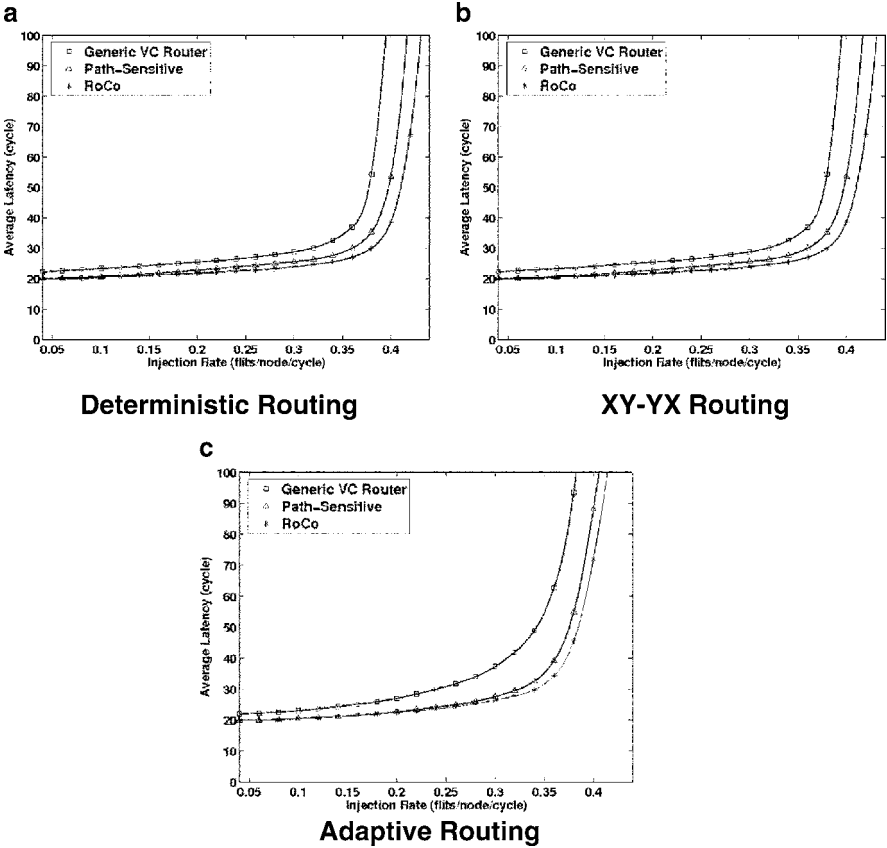 a
100
90
80
70
60
50
40
30
20
10
0
Average Latency (cycle)
Generic VC Router
Path-Sensitive
RoCo
0.05 0.1 0.15 0.2 0.25 0.3 0.35 0.4
Injection Rate (flits/node/cycle)
Deterministic Routing
b
100
90
80
70
60
50
40
30
20
10
0
Average Latency (cycle)
Generic VC Router
Path-Sensitive
RoCo
0.05 0.1 0.15 0.2 0.25 0.3 0.35 0.4
Injection Rate (flits/node/cycle)
XY-YX Routing
c
100
90
80
70
60
50
40
30
20
10
0
Average Latency (cycle)
Generic VC Router
Path-Sensitive
RoCo
0.05 0.1 0.15 0.2 0.25 0.3 0.35 0.4
Injection Rate (flits/node/cycle)
Adaptive Routing